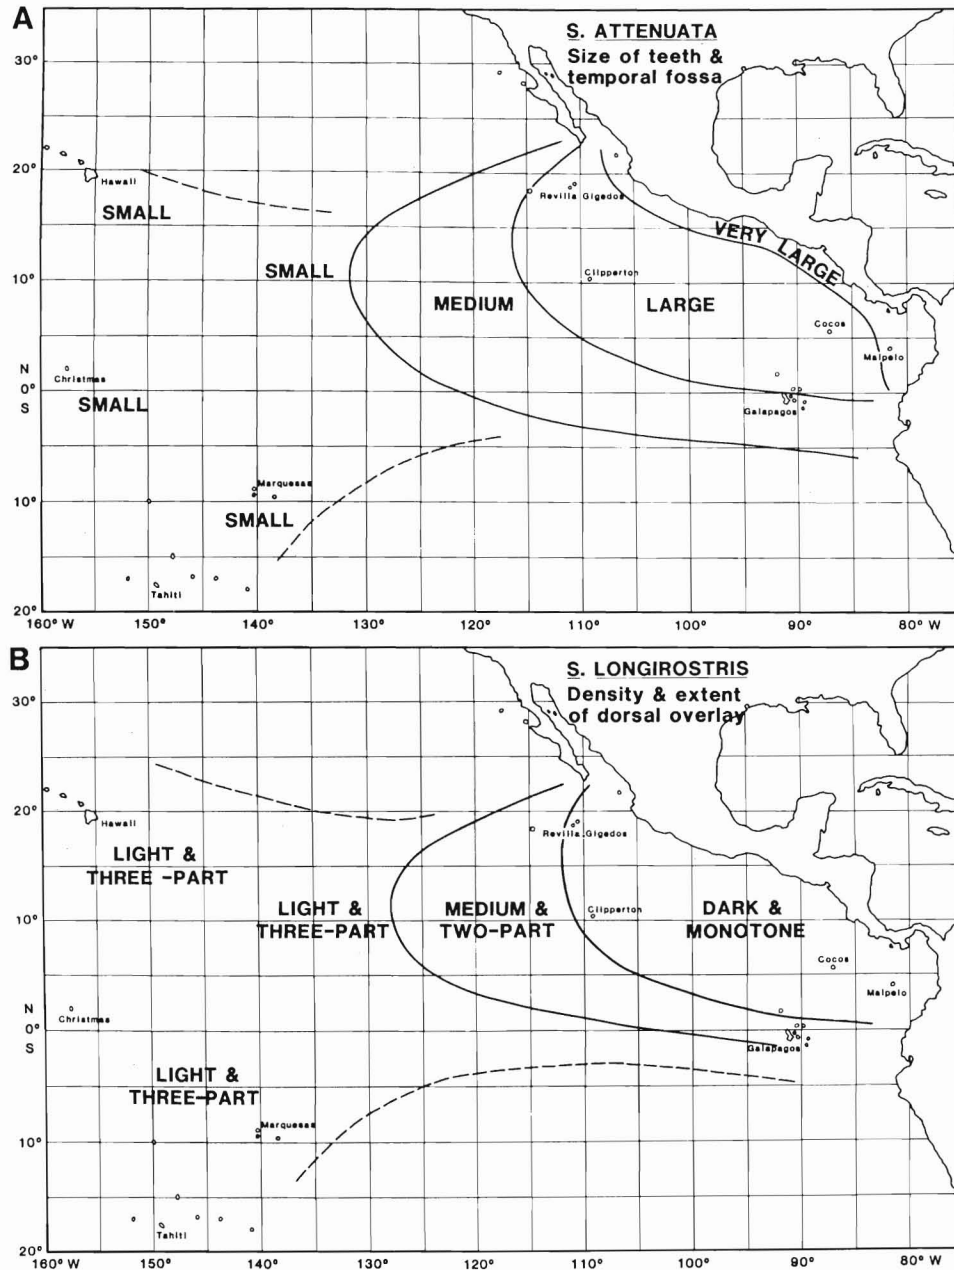 A
S. ATTENUATA
Size of teeth &
temporal fossa
30°
20°
Hawaii
SMALL
Revilla Gigedos
VERY LARGE
SMALL
10°
Clipperton
MEDIUM
LARGE
Cocos
Malpelo
N
Christmas
0°
S
SMALL
Galapagos
Marquesas
10°
SMALL
Tahiti
20°
160° W
150°
140°
130°
120°
110°
100°
90°
80° W
B
S. LONGIROSTRIS
Density & extent
of dorsal overlay
30°
20°
Hawaii
Revilla Gigedos
LIGHT &
THREE -PART
10°
LIGHT &
THREE-PART
MEDIUM &
TWO-PART
Clipperton
DARK &
MONOTONE
Cocos
Malpelo
N
Christmas
0°
S
Galapagos
LIGHT &
THREE-PART
Marquesas
10°
Tahiti
20°
160° W
150°
140°
130°
120°
110°
100°
90°
80° W